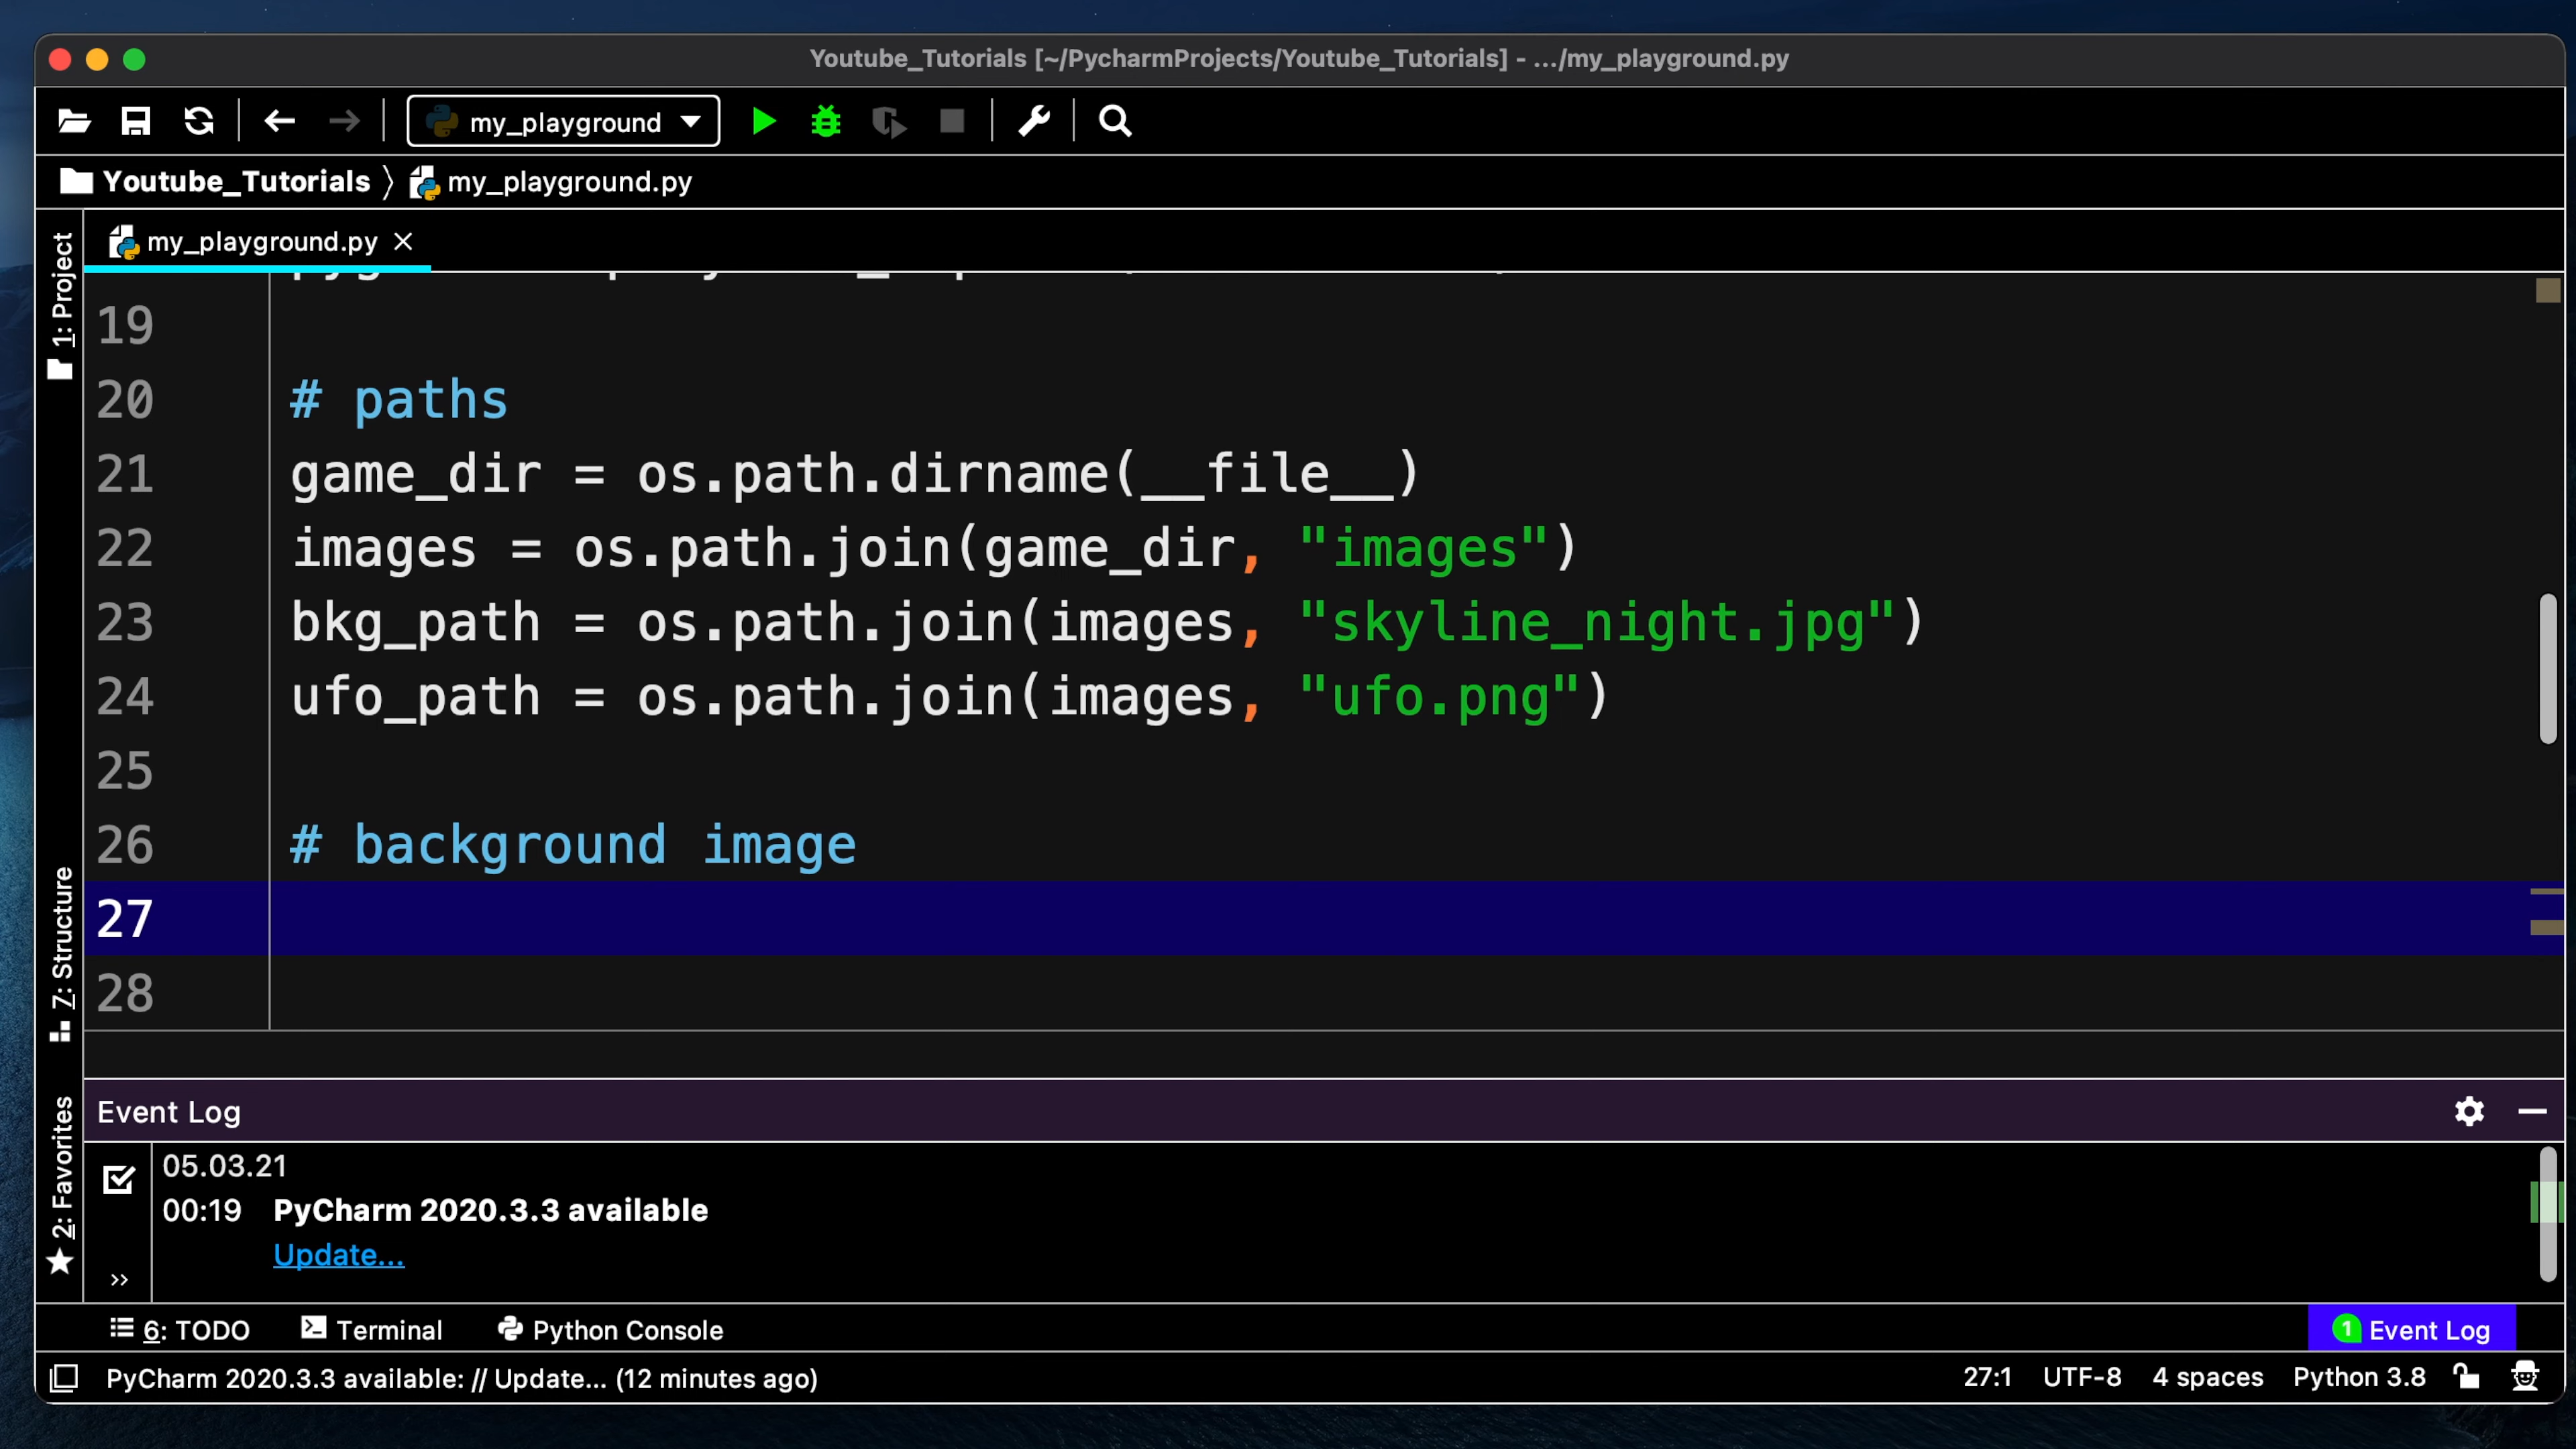 Youtube_Tutorials [~/PycharmProjects/Youtube_Tutorials] - .../my_playground.py
my_playground
Youtube_Tutorials 〉 my_playground.py
my_playground.py
1: Project
19
20 # paths
21 game_dir = os.path.dirname(__file__)
22 images = os.path.join(game_dir, "images")
23 bkg_path = os.path.join(images, "skyline_night.jpg")
24 ufo_path = os.path.join(images, "ufo.png")
25
26 # background image
27
28
7: Structure
2: Favorites
Event Log
05.03.21
00:19 PyCharm 2020.3.3 available
Update...
6: TODO Terminal Python Console 1 Event Log
PyCharm 2020.3.3 available: // Update... (12 minutes ago) 27:1 UTF-8 4 spaces Python 3.8